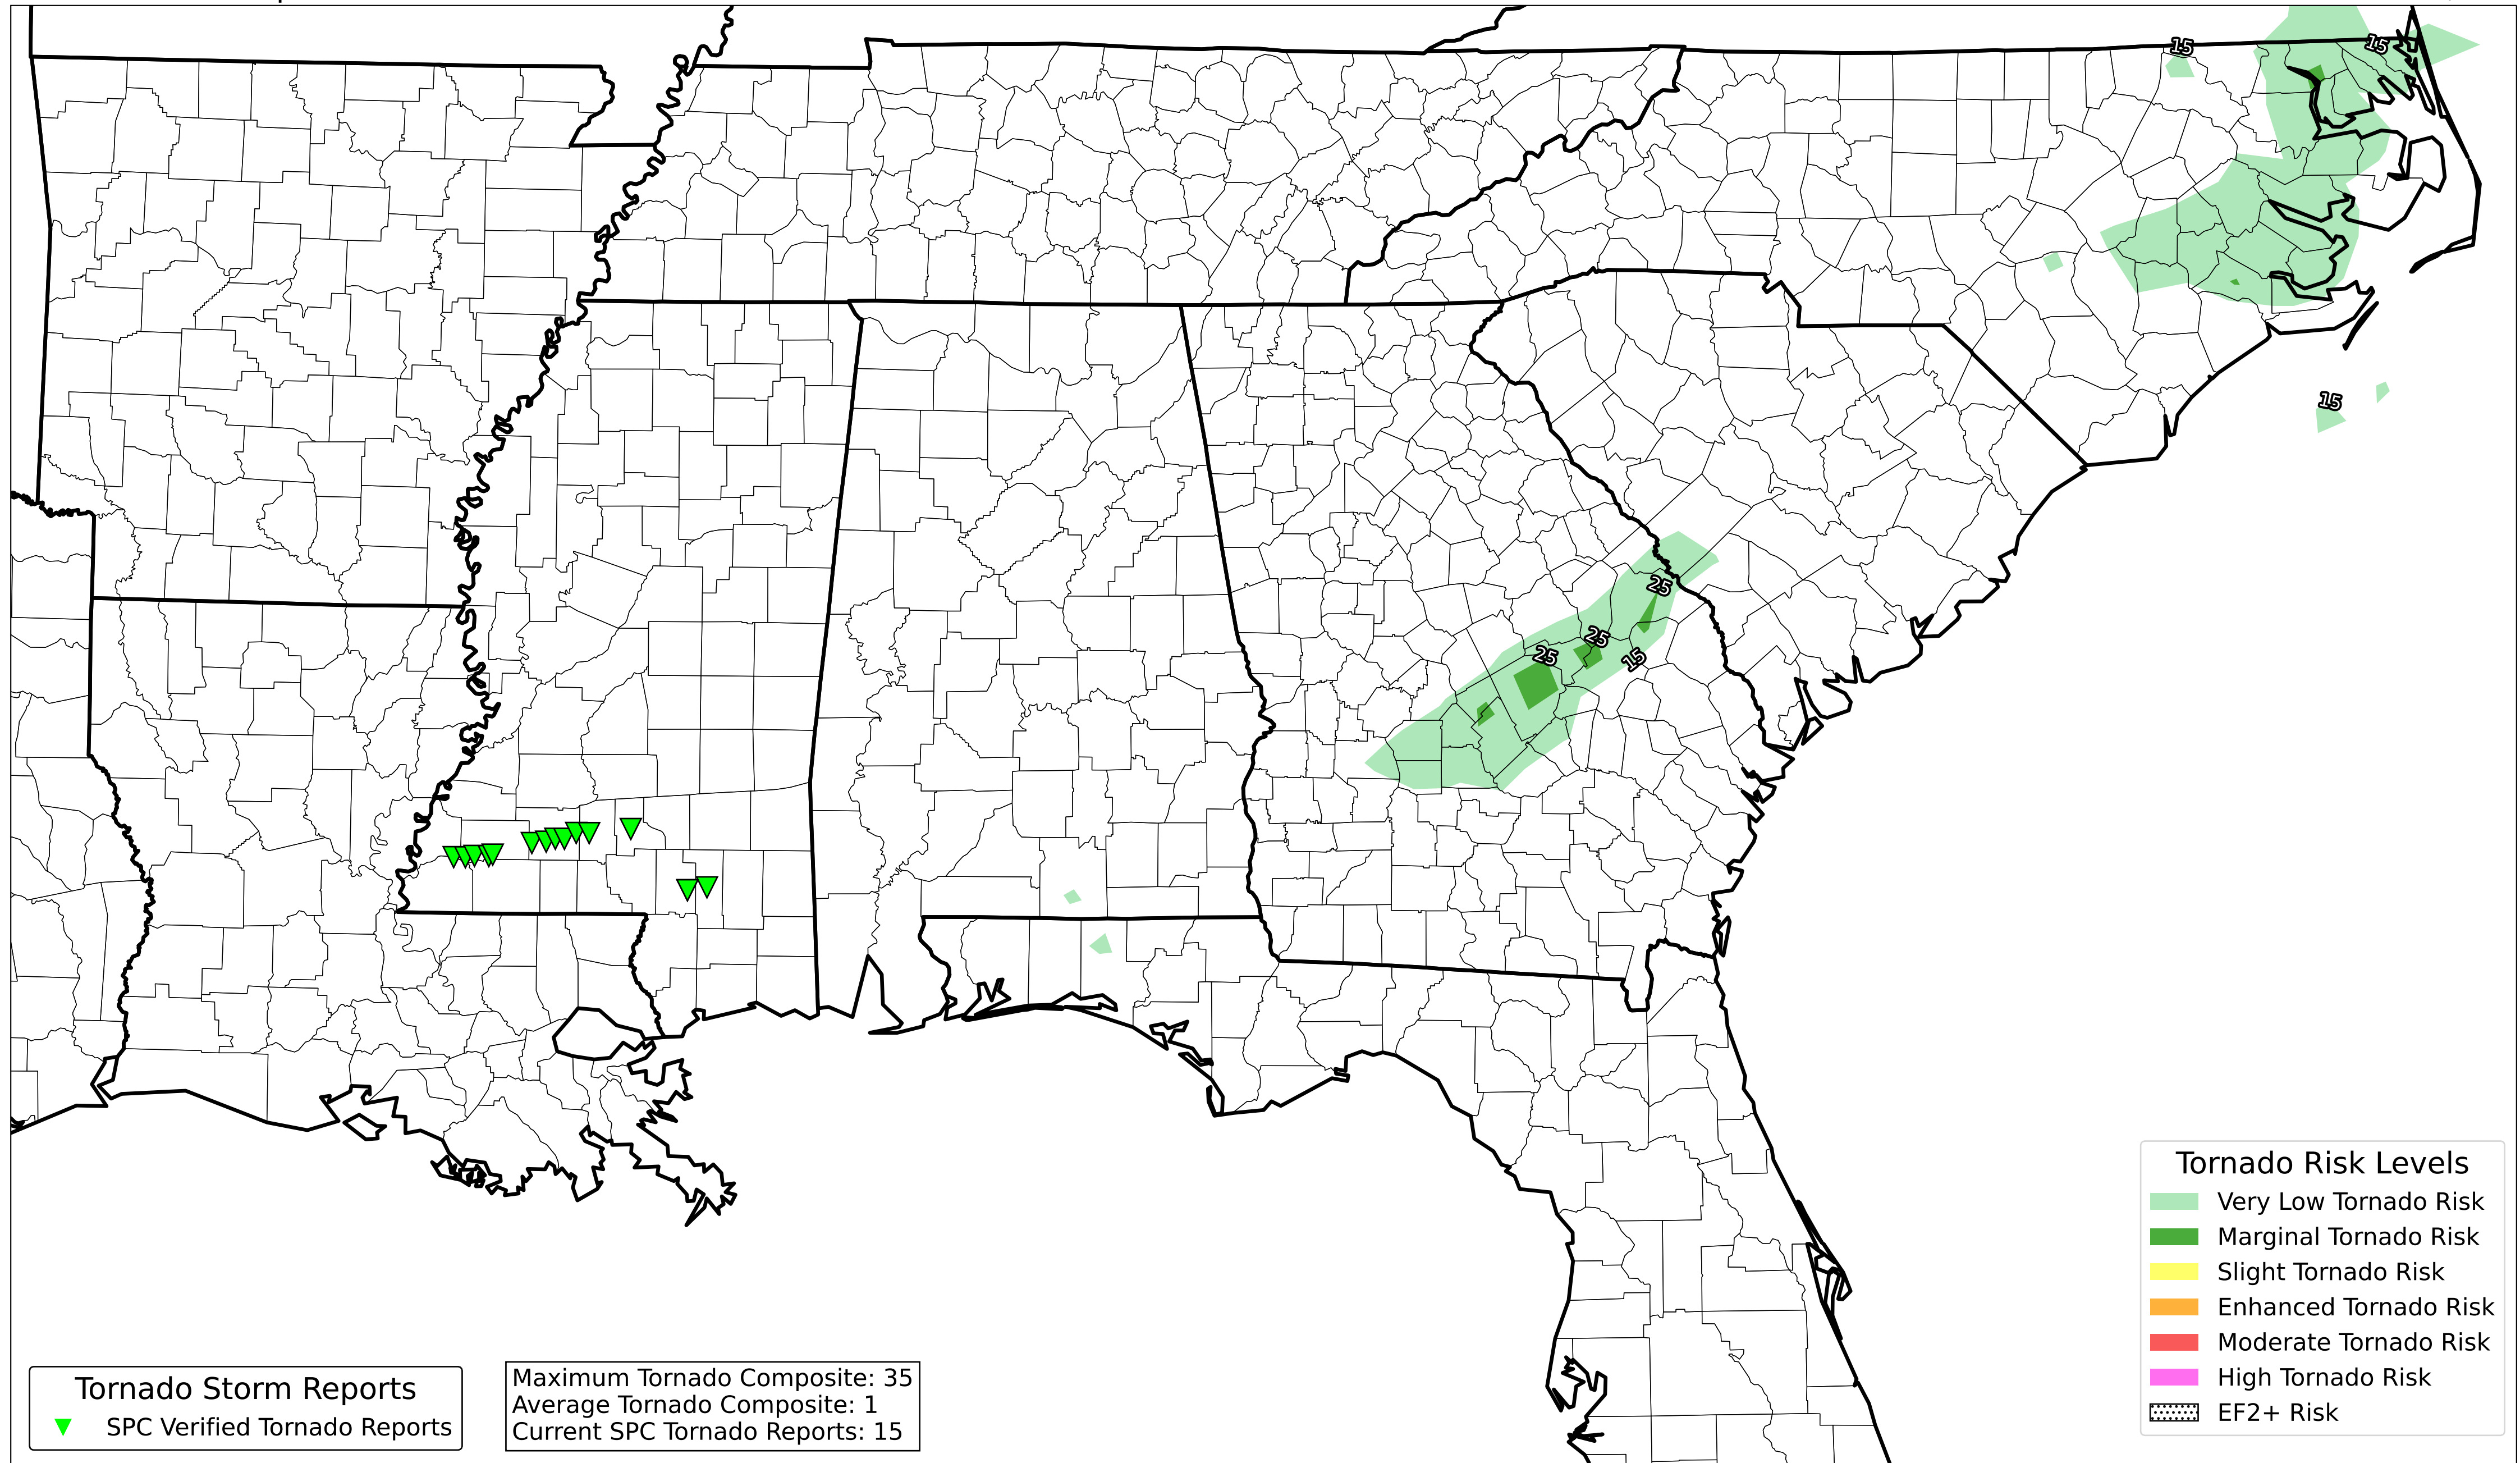 15
15
15
25
25
25
15
Tornado Risk Levels
Very Low Tornado Risk
Marginal Tornado Risk
Slight Tornado Risk
Enhanced Tornado Risk
Moderate Tornado Risk
High Tornado Risk
EF2+ Risk
Tornado Storm Reports
SPC Verified Tornado Reports
Maximum Tornado Composite: 35
Average Tornado Composite: 1
Current SPC Tornado Reports: 15